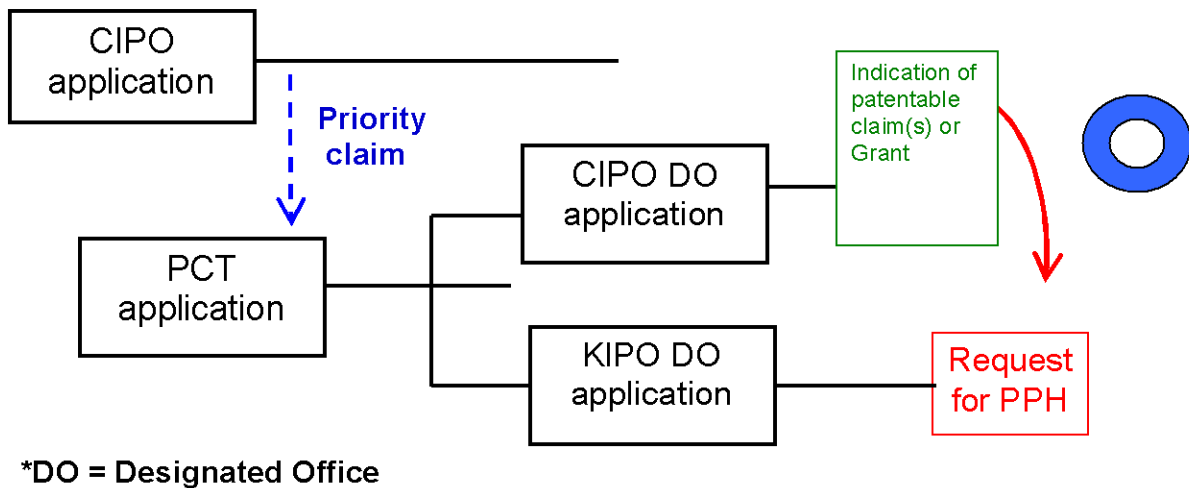 CIPO
application
Priority
claim
PCT
application
CIPO DO
application
Indication of
patentable
claim(s) or
Grant
KIPO DO
application
Request
for PPH
*DO = Designated Office